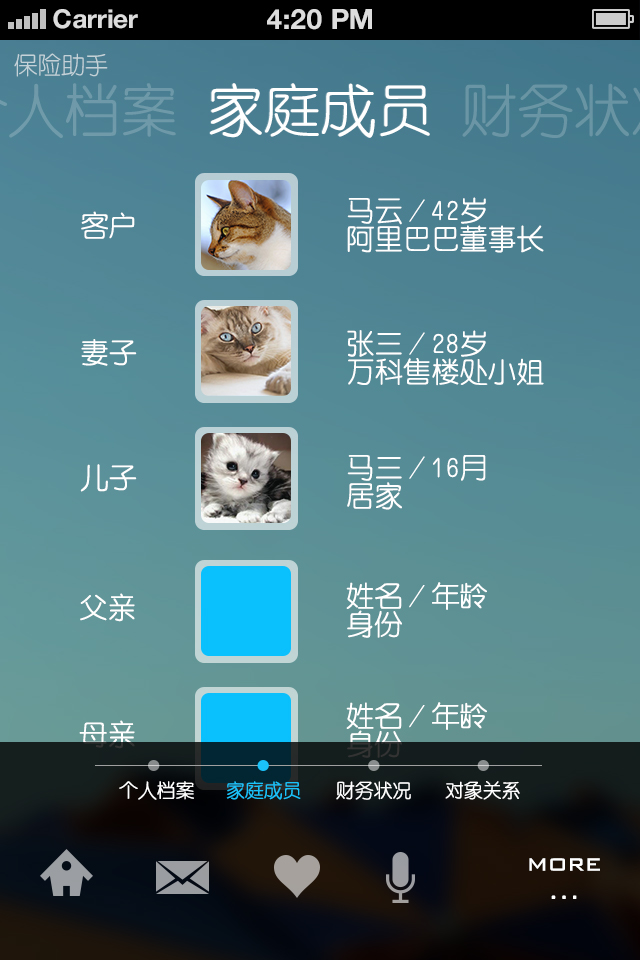 Carrier 4:20 PM
保险助手
个人档案 家庭成员 财务状况
客户
马云 / 42岁
阿里巴巴董事长
妻子
张三 / 28岁
万科售楼处小姐
儿子
马三 / 16月
居家
父亲
姓名 / 年龄
身份
母亲
姓名 / 年龄
身份
个人档案 家庭成员 财务状况 对象关系
MORE
...